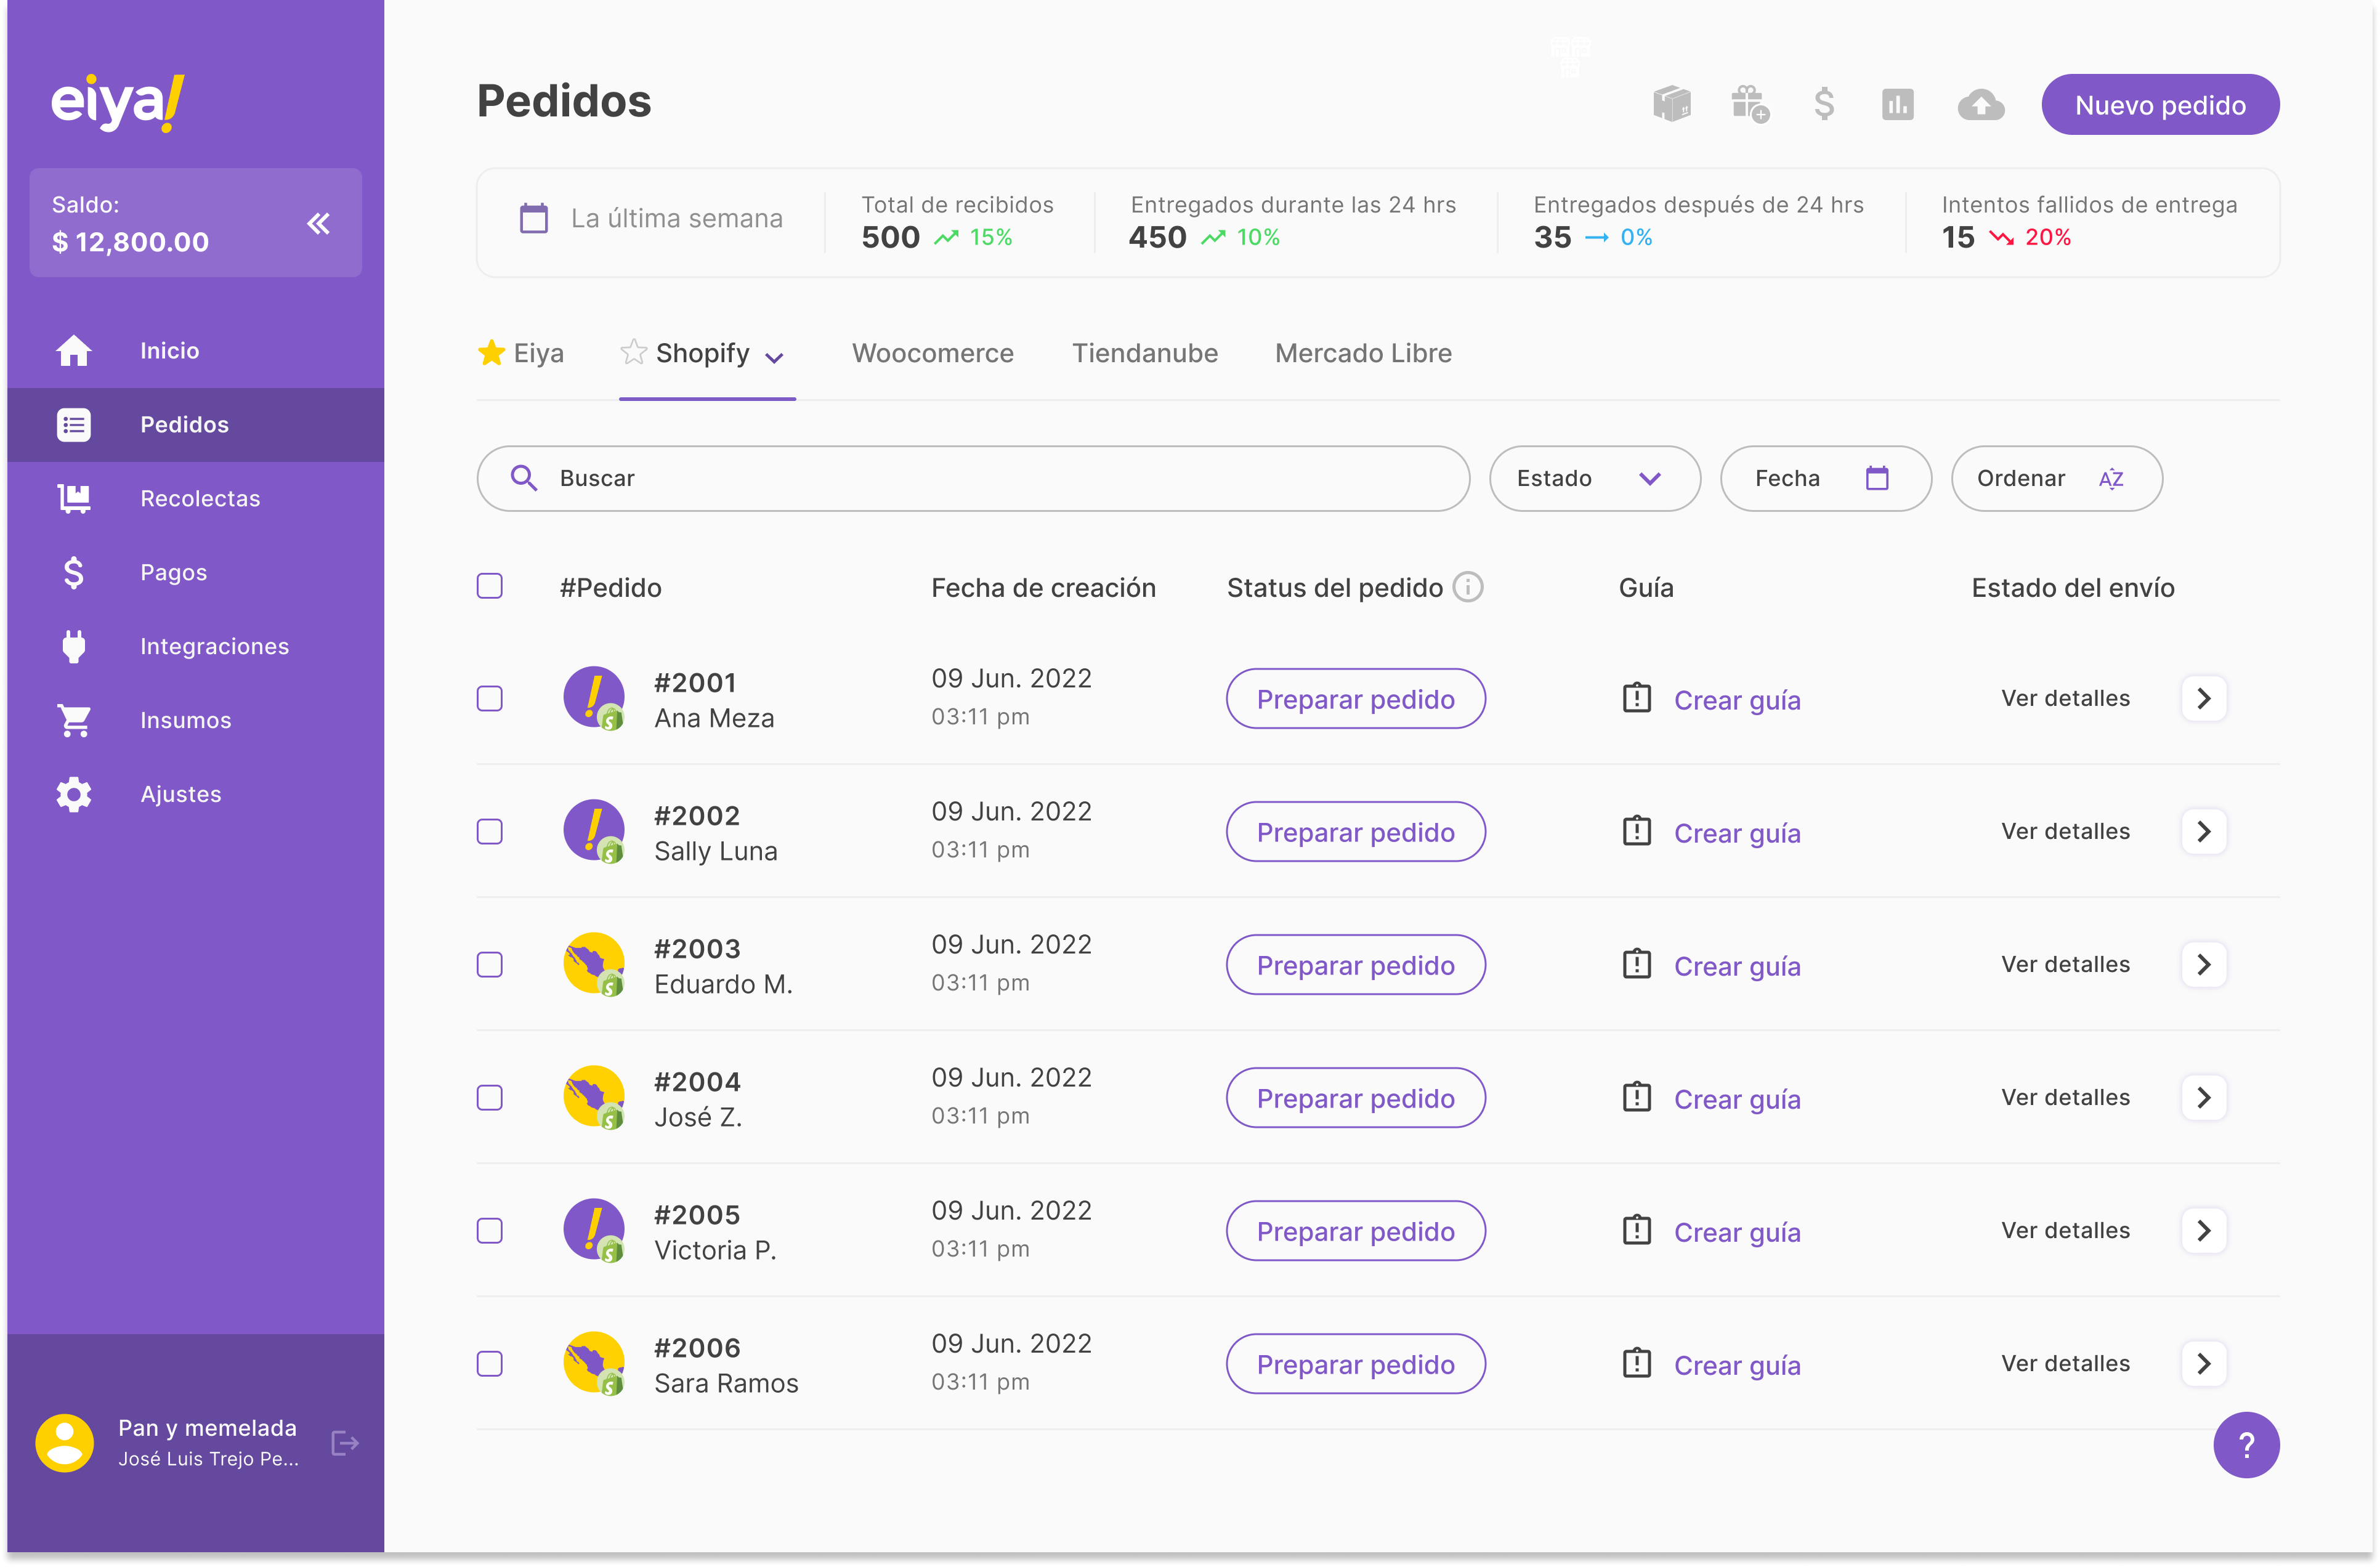 eiya!
Saldo:
$ 12,800.00
Inicio
Pedidos
Recolectas
Pagos
Integraciones
Insumos
Ajustes
Pan y memelada
José Luis Trejo Pe...
Pedidos
Nuevo pedido
La última semana
Total de recibidos
500 15%
Entregados durante las 24 hrs
450 10%
Entregados después de 24 hrs
35 0%
Intentos fallidos de entrega
15 20%
Eiya Shopify Woocomerce Tiendanube Mercado Libre
Buscar Estado Fecha Ordenar AZ
#Pedido Fecha de creación Status del pedido Guía Estado del envío
#2001
Ana Meza
09 Jun. 2022
03:11 pm
Preparar pedido
Crear guía
Ver detalles
#2002
Sally Luna
09 Jun. 2022
03:11 pm
Preparar pedido
Crear guía
Ver detalles
#2003
Eduardo M.
09 Jun. 2022
03:11 pm
Preparar pedido
Crear guía
Ver detalles
#2004
José Z.
09 Jun. 2022
03:11 pm
Preparar pedido
Crear guía
Ver detalles
#2005
Victoria P.
09 Jun. 2022
03:11 pm
Preparar pedido
Crear guía
Ver detalles
#2006
Sara Ramos
09 Jun. 2022
03:11 pm
Preparar pedido
Crear guía
Ver detalles
?